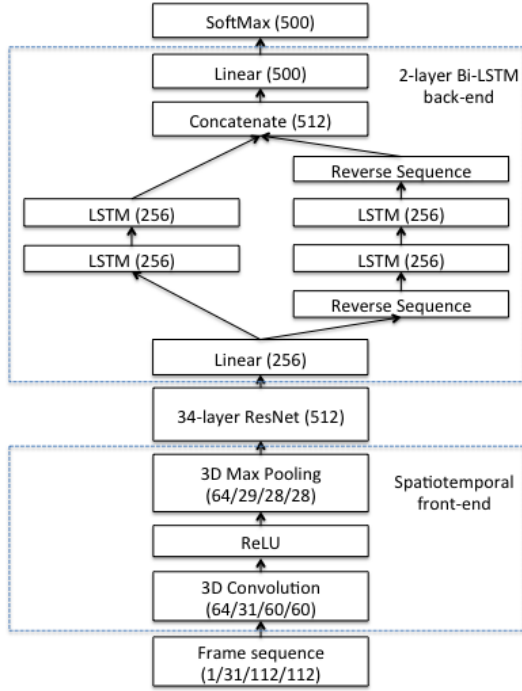 SoftMax (500)
Linear (500)
2-layer Bi-LSTM
back-end
Concatenate (512)
Reverse Sequence
LSTM (256)
LSTM (256)
LSTM (256)
LSTM (256)
Reverse Sequence
Linear (256)
34-layer ResNet (512)
3D Max Pooling
(64/29/28/28)
Spatiotemporal
front-end
ReLU
3D Convolution
(64/31/60/60)
Frame sequence
(1/31/112/112)